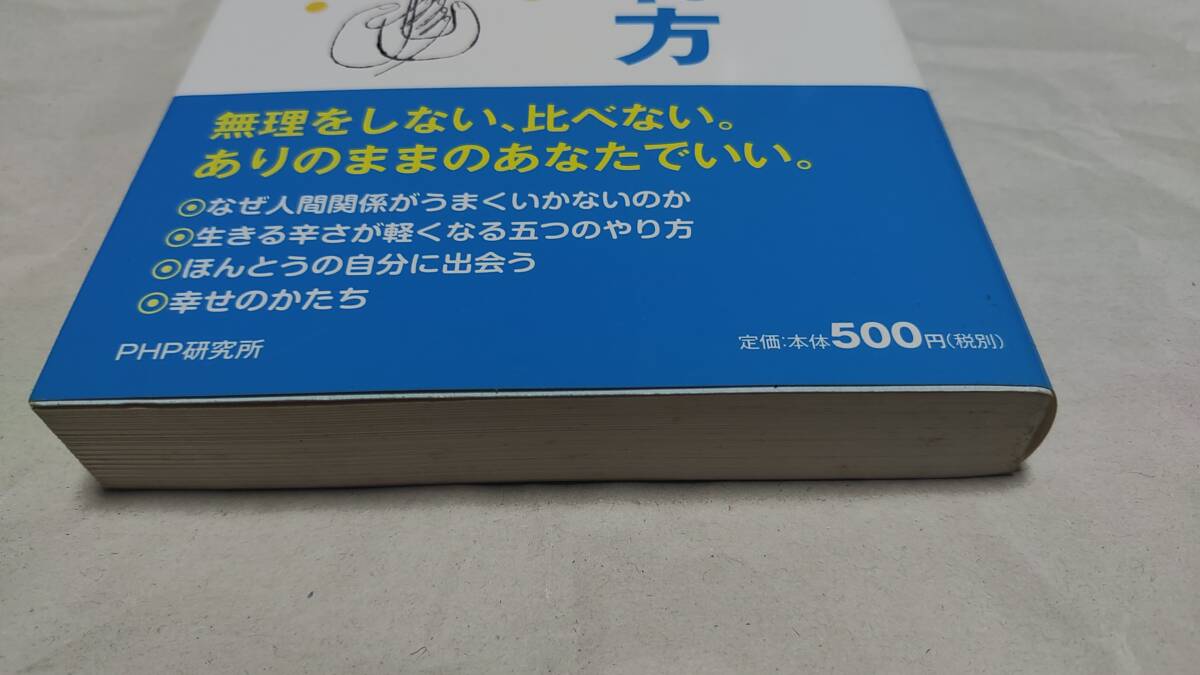 方
無理をしない、比べない。
ありのままのあなたでいい。
◉なぜ人間関係がうまくいかないのか
◉生きる辛さが軽くなる五つのやり方
◉ほんとうの自分に出会う
◉幸せのかたち
PHP研究所
定価:本体500円(税別)